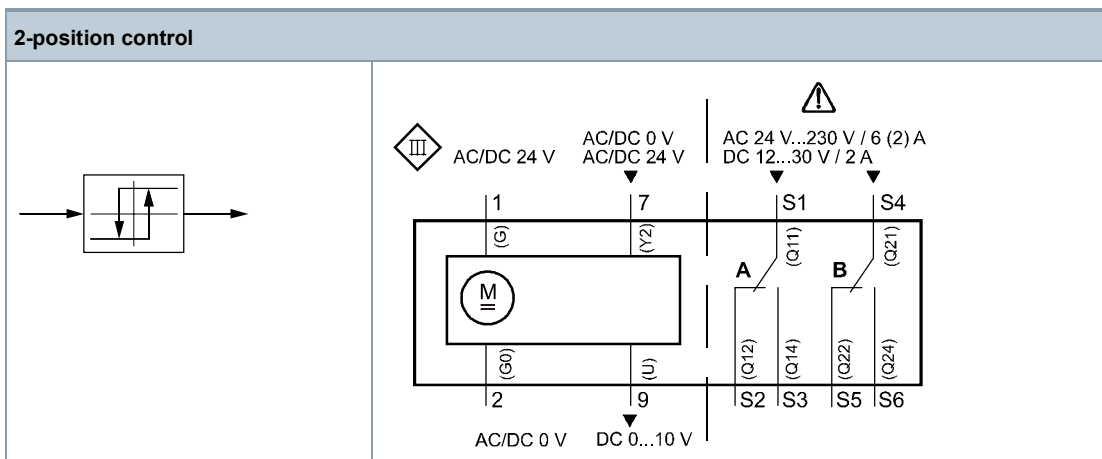 2-position control
III
AC/DC 24 V
AC/DC 0 V
AC/DC 24 V
AC 24 V...230 V / 6 (2) A
DC 12...30 V / 2 A
1
7
S1
S4
(G)
(Y2)
(Q11)
(Q21)
A
B
M
(G0)
(U)
(Q12)
(Q14)
(Q22)
(Q24)
2
9
S2
S3
S5
S6
AC/DC 0 V
DC 0...10 V